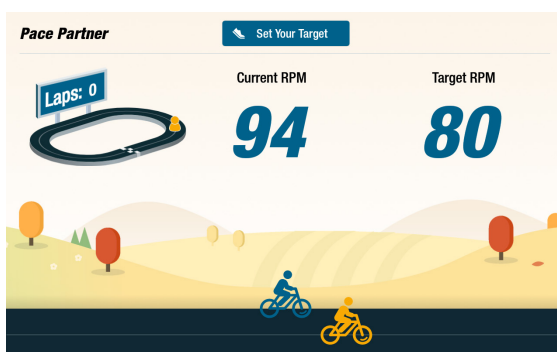 Pace Partner
Set Your Target
Laps: 0
Current RPM
Target RPM
94
80